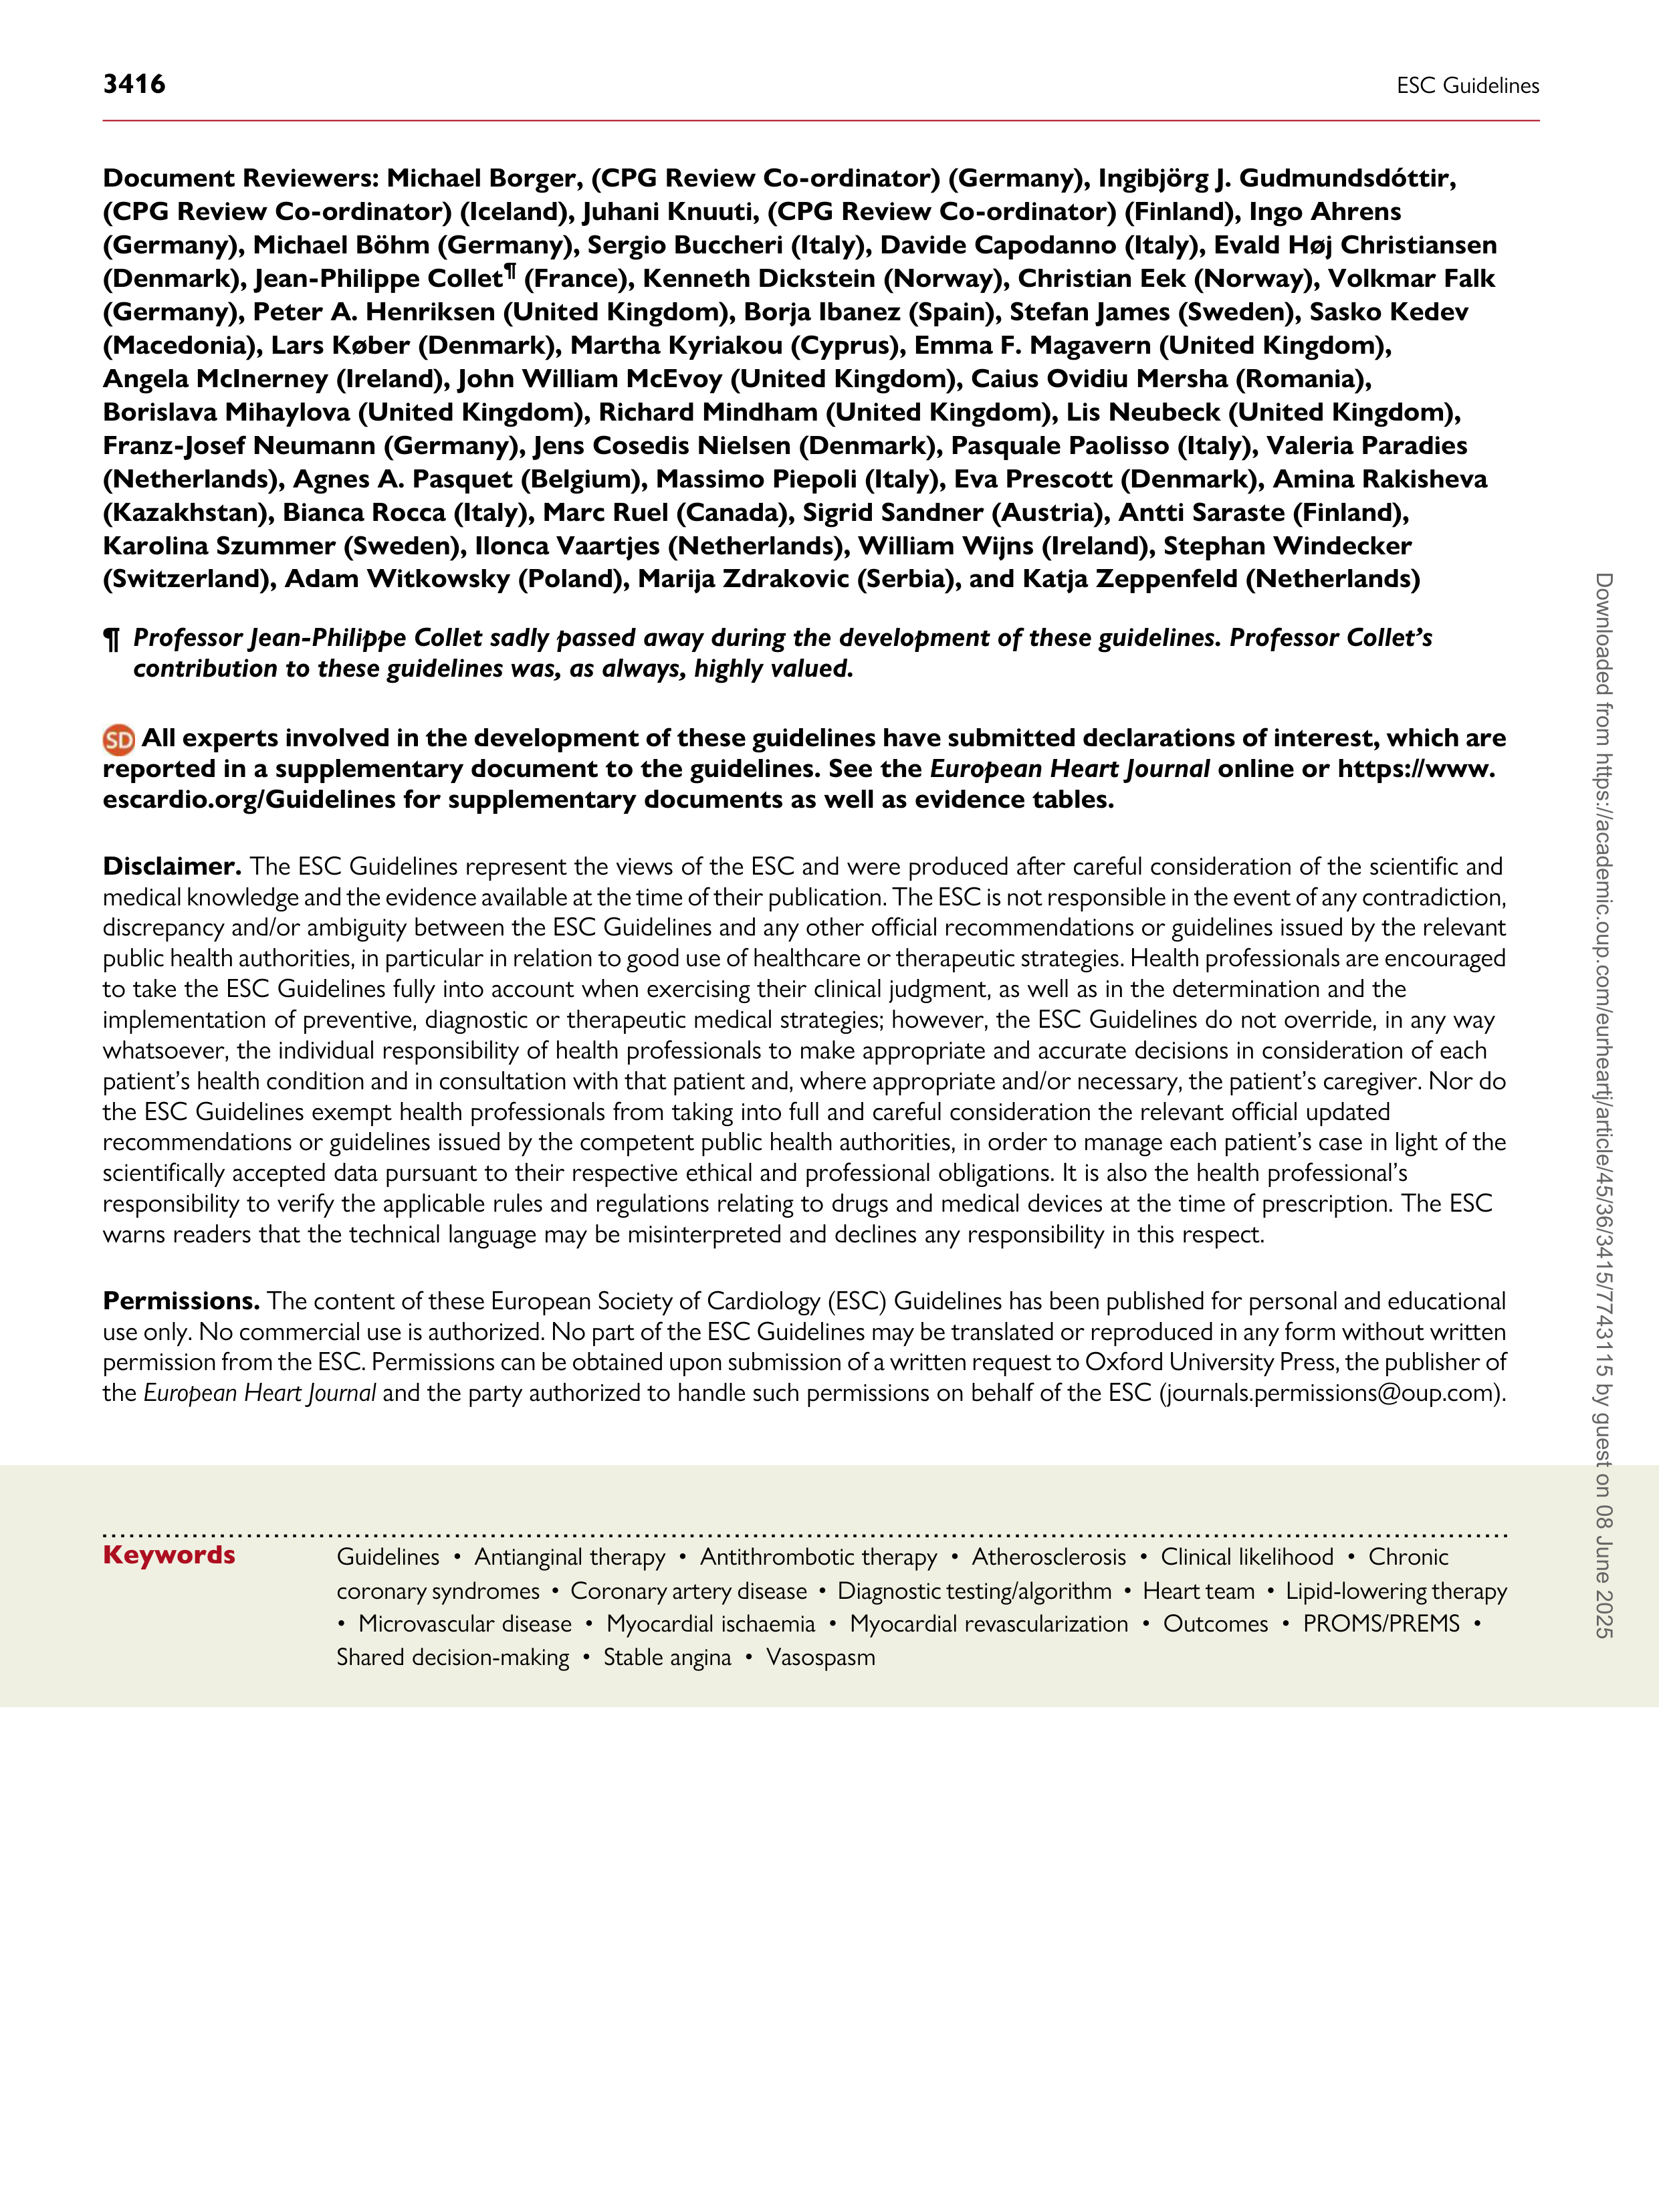 3416
ESC Guidelines
Document Reviewers: Michael Borger, (CPG Review Co-ordinator) (Germany), Ingibjörg J. Gudmundsdóttir,
(CPG Review Co-ordinator) (Iceland), Juhani Knuuti, (CPG Review Co-ordinator) (Finland), Ingo Ahrens
(Germany), Michael Böhm (Germany), Sergio Buccheri (Italy), Davide Capodanno (Italy), Evald Høj Christiansen
(Denmark), Jean-Philippe Collet¶ (France), Kenneth Dickstein (Norway), Christian Eek (Norway), Volkmar Falk
(Germany), Peter A. Henriksen (United Kingdom), Borja Ibanez (Spain), Stefan James (Sweden), Sasko Kedev
(Macedonia), Lars Køber (Denmark), Martha Kyriakou (Cyprus), Emma F. Magavern (United Kingdom),
Angela McInerney (Ireland), John William McEvoy (United Kingdom), Caius Ovidiu Mersha (Romania),
Borislava Mihaylova (United Kingdom), Richard Mindham (United Kingdom), Lis Neubeck (United Kingdom),
Franz-Josef Neumann (Germany), Jens Cosedis Nielsen (Denmark), Pasquale Paolisso (Italy), Valeria Paradies
(Netherlands), Agnes A. Pasquet (Belgium), Massimo Piepoli (Italy), Eva Prescott (Denmark), Amina Rakisheva
(Kazakhstan), Bianca Rocca (Italy), Marc Ruel (Canada), Sigrid Sandner (Austria), Antti Saraste (Finland),
Karolina Szummer (Sweden), Ilonca Vaartjes (Netherlands), William Wijns (Ireland), Stephan Windecker
(Switzerland), Adam Witkowsky (Poland), Marija Zdrakovic (Serbia), and Katja Zeppenfeld (Netherlands)
¶ Professor Jean-Philippe Collet sadly passed away during the development of these guidelines. Professor Collet’s
contribution to these guidelines was, as always, highly valued.
SD All experts involved in the development of these guidelines have submitted declarations of interest, which are
reported in a supplementary document to the guidelines. See the European Heart Journal online or https://www.
escardio.org/Guidelines for supplementary documents as well as evidence tables.
Disclaimer. The ESC Guidelines represent the views of the ESC and were produced after careful consideration of the scientific and
medical knowledge and the evidence available at the time of their publication. The ESC is not responsible in the event of any contradiction,
discrepancy and/or ambiguity between the ESC Guidelines and any other official recommendations or guidelines issued by the relevant
public health authorities, in particular in relation to good use of healthcare or therapeutic strategies. Health professionals are encouraged
to take the ESC Guidelines fully into account when exercising their clinical judgment, as well as in the determination and the
implementation of preventive, diagnostic or therapeutic medical strategies; however, the ESC Guidelines do not override, in any way
whatsoever, the individual responsibility of health professionals to make appropriate and accurate decisions in consideration of each
patient’s health condition and in consultation with that patient and, where appropriate and/or necessary, the patient’s caregiver. Nor do
the ESC Guidelines exempt health professionals from taking into full and careful consideration the relevant official updated
recommendations or guidelines issued by the competent public health authorities, in order to manage each patient’s case in light of the
scientifically accepted data pursuant to their respective ethical and professional obligations. It is also the health professional’s
responsibility to verify the applicable rules and regulations relating to drugs and medical devices at the time of prescription. The ESC
warns readers that the technical language may be misinterpreted and declines any responsibility in this respect.
Permissions. The content of these European Society of Cardiology (ESC) Guidelines has been published for personal and educational
use only. No commercial use is authorized. No part of the ESC Guidelines may be translated or reproduced in any form without written
permission from the ESC. Permissions can be obtained upon submission of a written request to Oxford University Press, the publisher of
the European Heart Journal and the party authorized to handle such permissions on behalf of the ESC (journals.permissions@oup.com).
Keywords
Guidelines • Antianginal therapy • Antithrombotic therapy • Atherosclerosis • Clinical likelihood • Chronic
coronary syndromes • Coronary artery disease • Diagnostic testing/algorithm • Heart team • Lipid-lowering therapy
• Microvascular disease • Myocardial ischaemia • Myocardial revascularization • Outcomes • PROMS/PREMS •
Shared decision-making • Stable angina • Vasospasm
Downloaded from https://academic.oup.com/eurheartj/article/45/36/3415/7743115 by guest on 08 June 2025